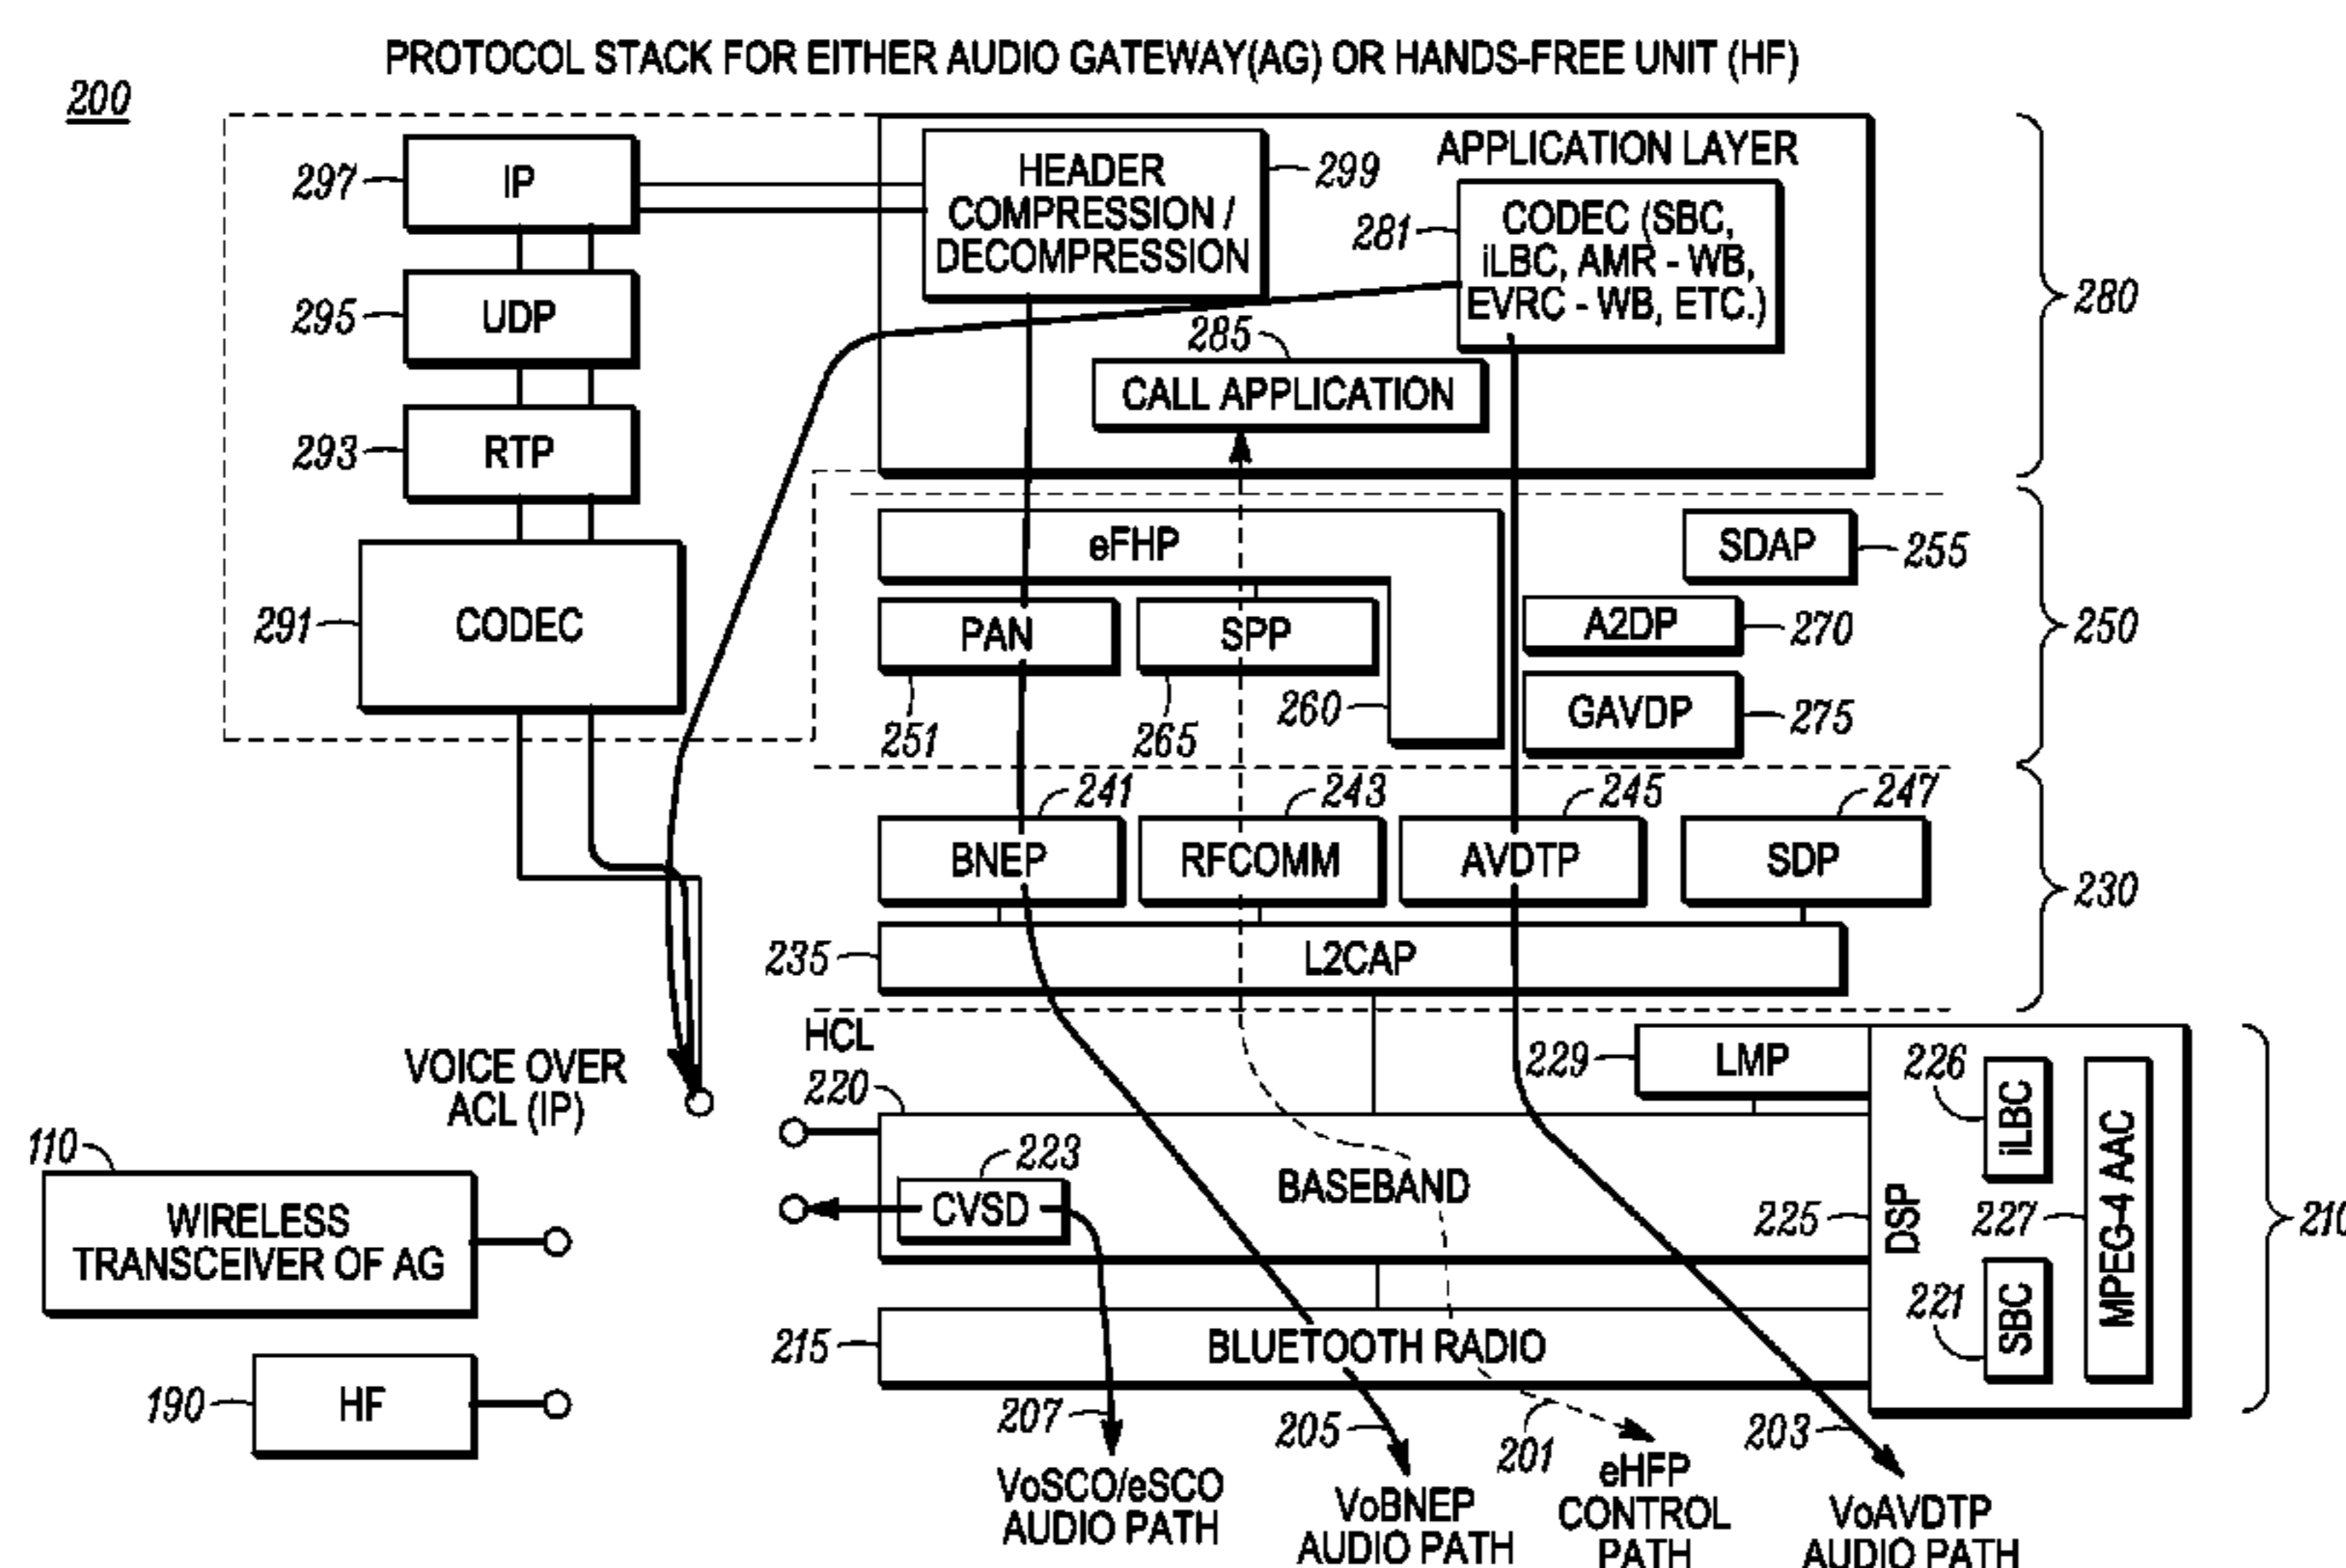 PROTOCOL STACK FOR EITHER AUDIO GATEWAY(AG) OR HANDS-FREE UNIT (HF)
200
297
IP
HEADER
COMPRESSION /
DECOMPRESSION
299
APPLICATION LAYER
281
CODEC (SBC,
iLBC, AMR - WB,
EVRC - WB, ETC.)
280
295
UDP
285
CALL APPLICATION
293
RTP
eFHP
SDAP
255
291
CODEC
PAN
SPP
A2DP
270
250
251
265
260
GAVDP
275
241
243
245
247
BNEP
RFCOMM
AVDTP
SDP
230
235
L2CAP
VOICE OVER
ACL (IP)
HCL
220
229
LMP
226
iLBC
MPEG-4 AAC
110
WIRELESS
TRANSCEIVER OF AG
223
CVSD
BASEBAND
225
DSP
227
210
221
SBC
215
BLUETOOTH RADIO
190
HF
207
205
201
203
VoSCO/eSCO
AUDIO PATH
VoBNEP
AUDIO PATH
eHFP
CONTROL
PATH
VoAVDTP
AUDIO PATH